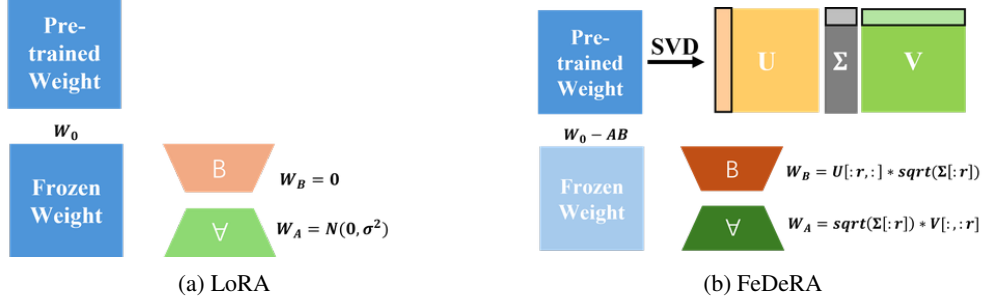 Pre-
trained
Weight
W₀
Frozen
Weight
B
W_B = 0
∀
W_A = N(0, σ²)
(a) LoRA
Pre-
trained
Weight
SVD
U
Σ
V
W₀ − AB
Frozen
Weight
B
W_B = U[:r,:] * sqrt(Σ[:r])
∀
W_A = sqrt(Σ[:r]) * V[:,:r]
(b) FeDeRA